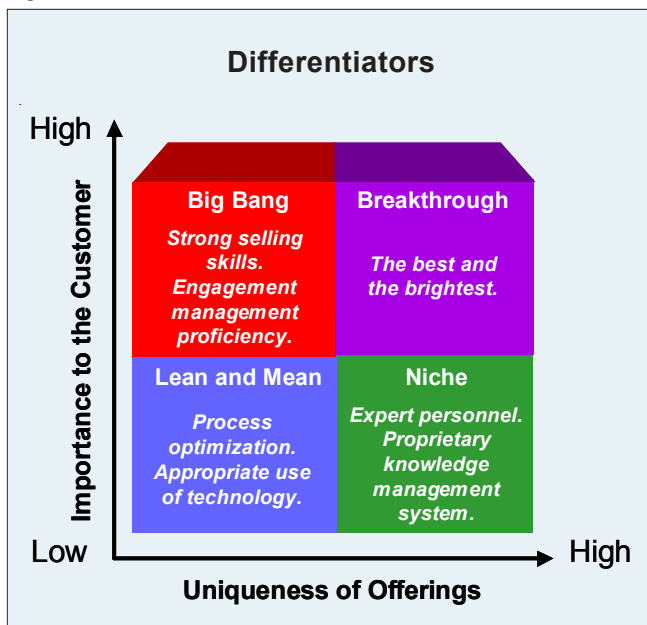 Differentiators
High
Importance to the Customer
Big Bang
Strong selling
skills.
Engagement
management
proficiency.
Breakthrough
The best and
the brightest.
Lean and Mean
Process
optimization.
Appropriate use
of technology.
Niche
Expert personnel.
Proprietary
knowledge
management
system.
Low
High
Uniqueness of Offerings